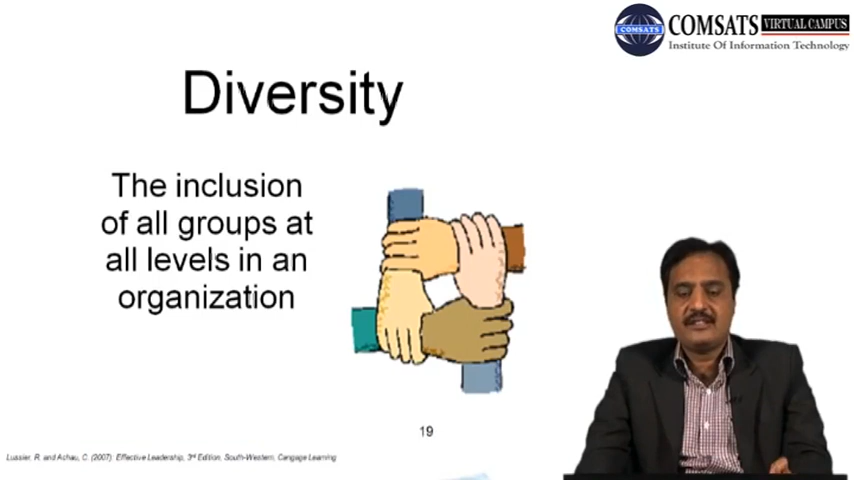 COMSATS
COMSATS VIRTUAL CAMPUS
Institute Of Information Technology
Diversity
The inclusion
of all groups at
all levels in an
organization
19
Lussier, R. and Achau, C. (2007): Effective Leadership, 3rd Edition, South-Western, Cengage Learning